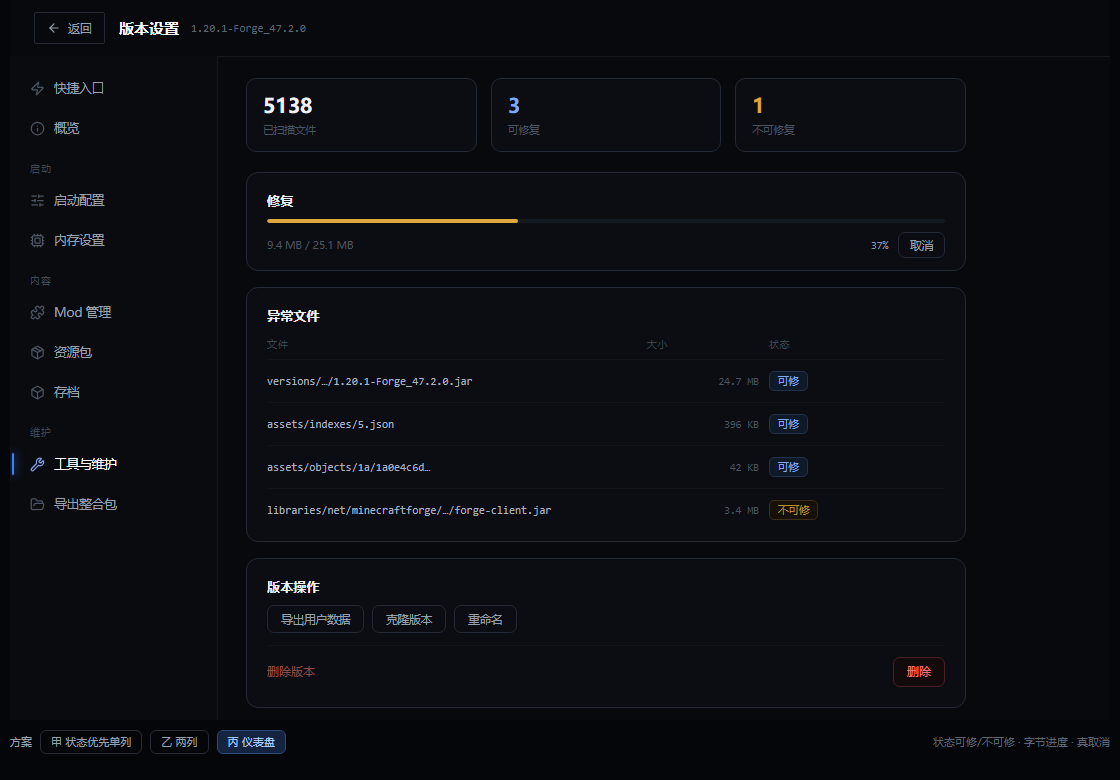 返回 版本设置 1.20.1-Forge_47.2.0
快捷入口
概览
启动
启动配置
内存设置
内容
Mod 管理
资源包
存档
维护
工具与维护
导出整合包
5138
已扫描文件
3
可修复
1
不可修复
修复
9.4 MB / 25.1 MB 37% 取消
异常文件
文件 大小 状态
versions/…/1.20.1-Forge_47.2.0.jar 24.7 MB 可修
assets/indexes/5.json 396 KB 可修
assets/objects/1a/1a0e4c6d… 42 KB 可修
libraries/net/minecraftforge/…/forge-client.jar 3.4 MB 不可修
版本操作
导出用户数据 克隆版本 重命名
删除版本 删除
方案 甲 状态优先单列 乙 两列 丙 仪表盘 状态可修/不可修 · 字节进度 · 真取消